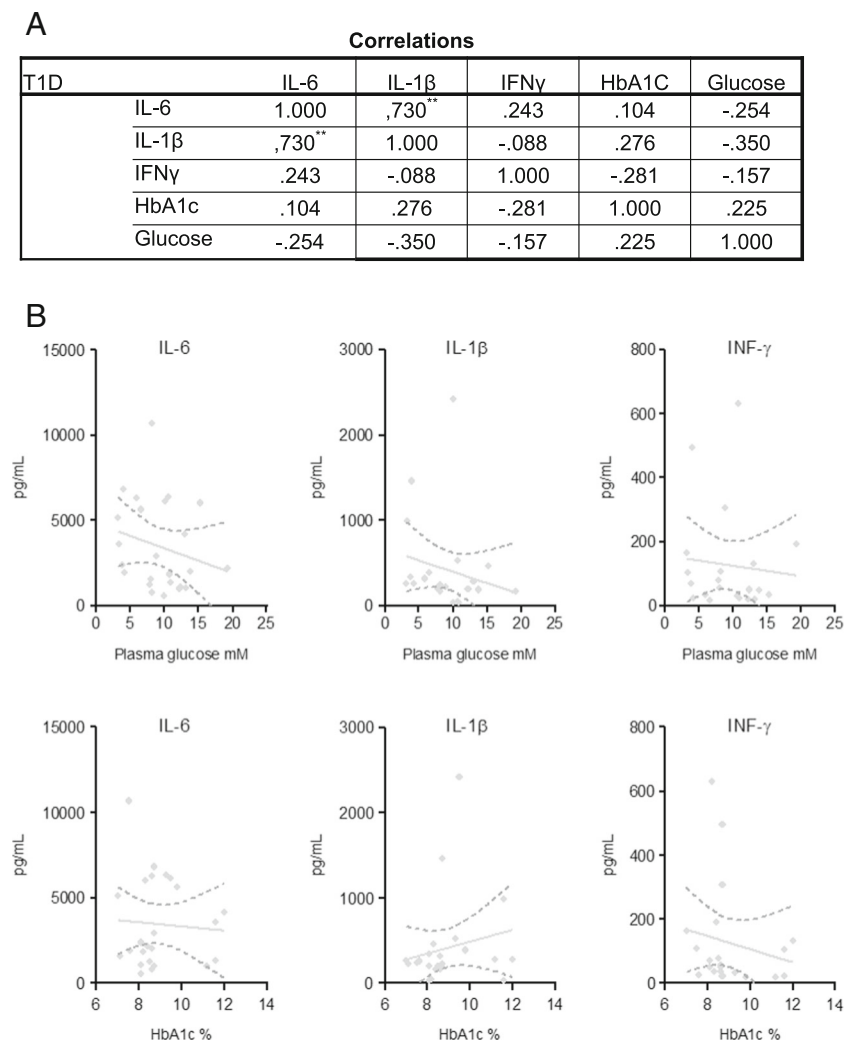 A
Correlations
T1D IL-6 IL-1β IFNγ HbA1C Glucose
IL-6 1.000 ,730** .243 .104 -.254
IL-1β ,730** 1.000 -.088 .276 -.350
IFNγ .243 -.088 1.000 -.281 -.157
HbA1c .104 .276 -.281 1.000 .225
Glucose -.254 -.350 -.157 .225 1.000
B
IL-6
15000
10000
5000
0
pg/mL
0 5 10 15 20 25
Plasma glucose mM
IL-1β
3000
2000
1000
0
pg/mL
0 5 10 15 20 25
Plasma glucose mM
INF-γ
800
600
400
200
0
pg/mL
0 5 10 15 20 25
Plasma glucose mM
IL-6
15000
10000
5000
0
pg/mL
6 8 10 12 14
HbA1c %
IL-1β
3000
2000
1000
0
pg/mL
6 8 10 12 14
HbA1c %
INF-γ
800
600
400
200
0
pg/mL
6 8 10 12 14
HbA1c %